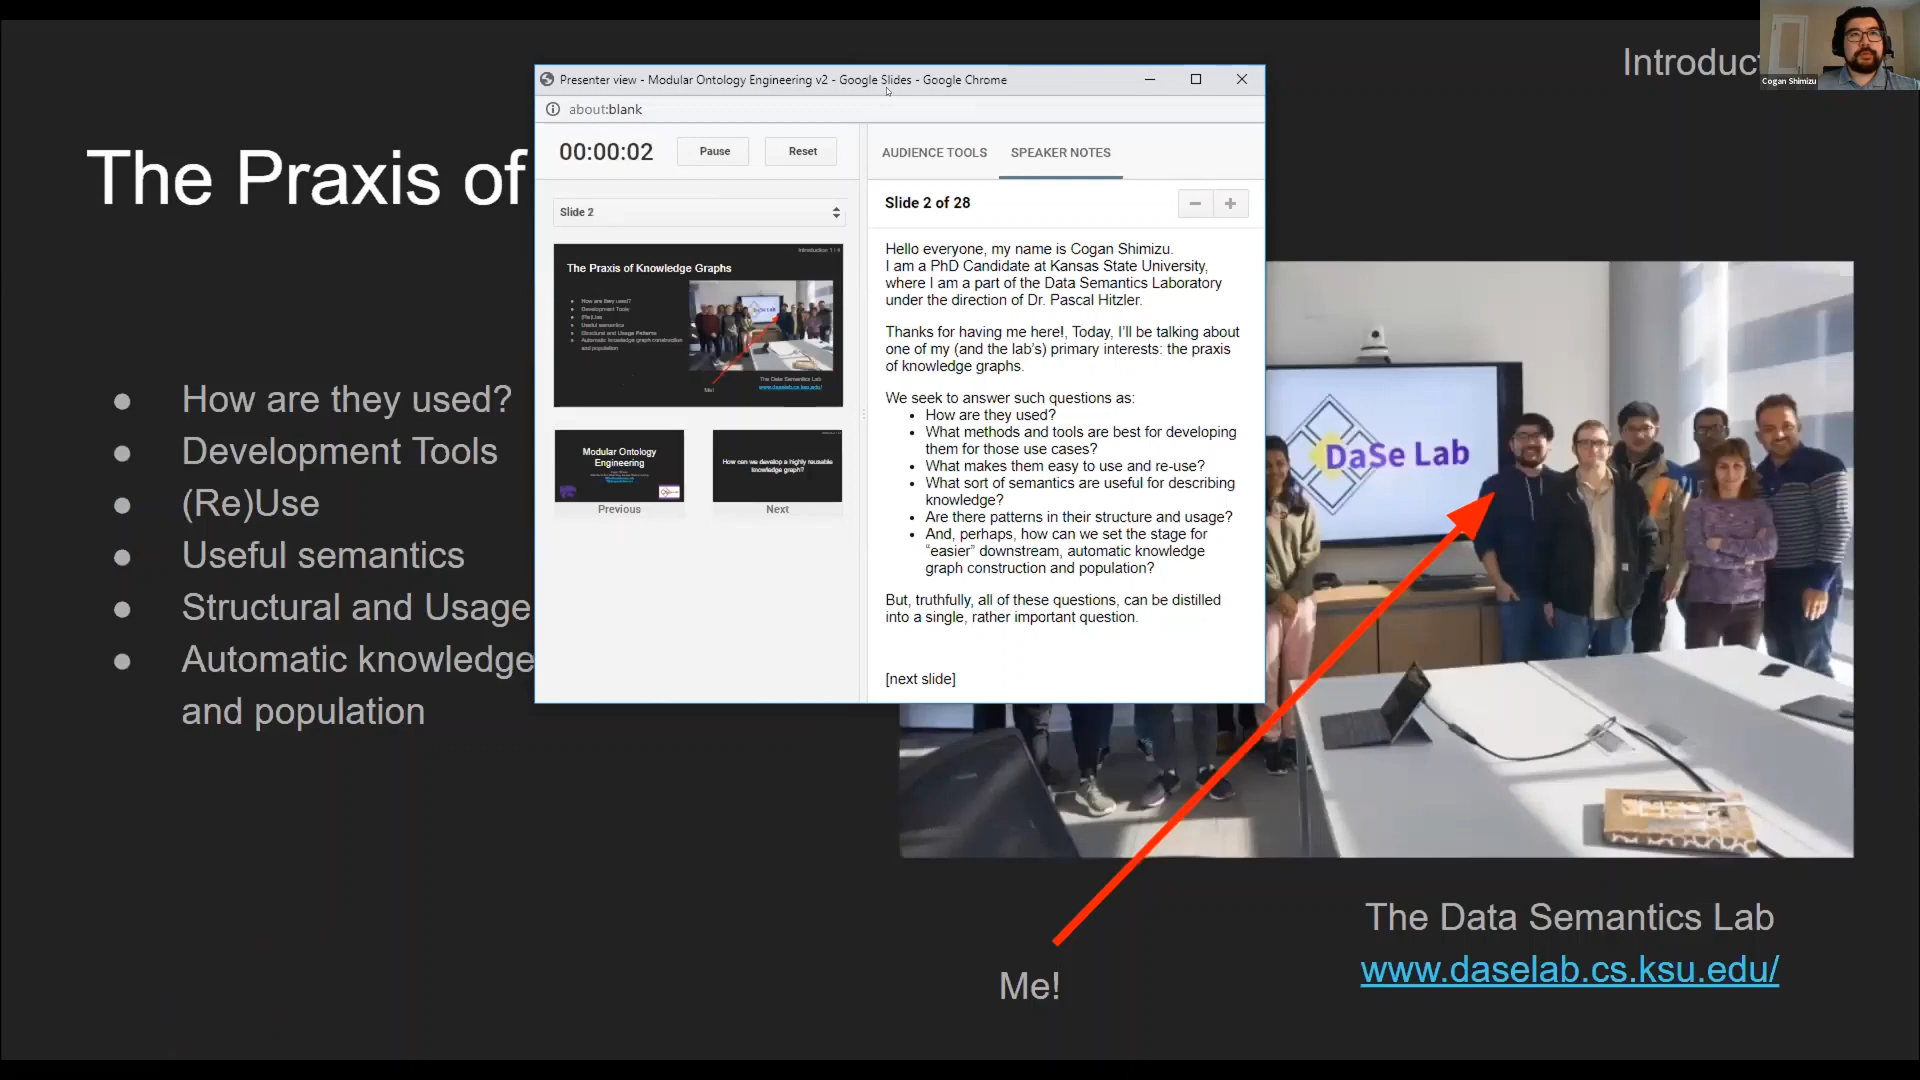 Introduc
Cogan Shimizu
The Praxis of
How are they used?
Development Tools
(Re)Use
Useful semantics
Structural and Usage
Automatic knowledge
and population
Presenter view - Modular Ontology Engineering v2 - Google Slides - Google Chrome
about:blank
00:00:02
Pause
Reset
Slide 2
Introduction
The Praxis of Knowledge Graphs
How are they used?
Development Tools
(Re)Use
Useful semantics
Structural and Usage Patterns
Automatic knowledge graph construction
and population
DaSe Lab
Me!
The Data Semantics Lab
www.daselab.cs.ksu.edu/
Modular Ontology
Engineering
Previous
How can we develop a highly reusable
knowledge graph?
Next
AUDIENCE TOOLS
SPEAKER NOTES
Slide 2 of 28
Hello everyone, my name is Cogan Shimizu.
I am a PhD Candidate at Kansas State University,
where I am a part of the Data Semantics Laboratory
under the direction of Dr. Pascal Hitzler.
Thanks for having me here!, Today, I'll be talking about
one of my (and the lab's) primary interests: the praxis
of knowledge graphs.
We seek to answer such questions as:
• How are they used?
• What methods and tools are best for developing
them for those use cases?
• What makes them easy to use and re-use?
• What sort of semantics are useful for describing
knowledge?
• Are there patterns in their structure and usage?
• And, perhaps, how can we set the stage for
“easier” downstream, automatic knowledge
graph construction and population?
But, truthfully, all of these questions, can be distilled
into a single, rather important question.
[next slide]
DaSe Lab
Me!
The Data Semantics Lab
www.daselab.cs.ksu.edu/